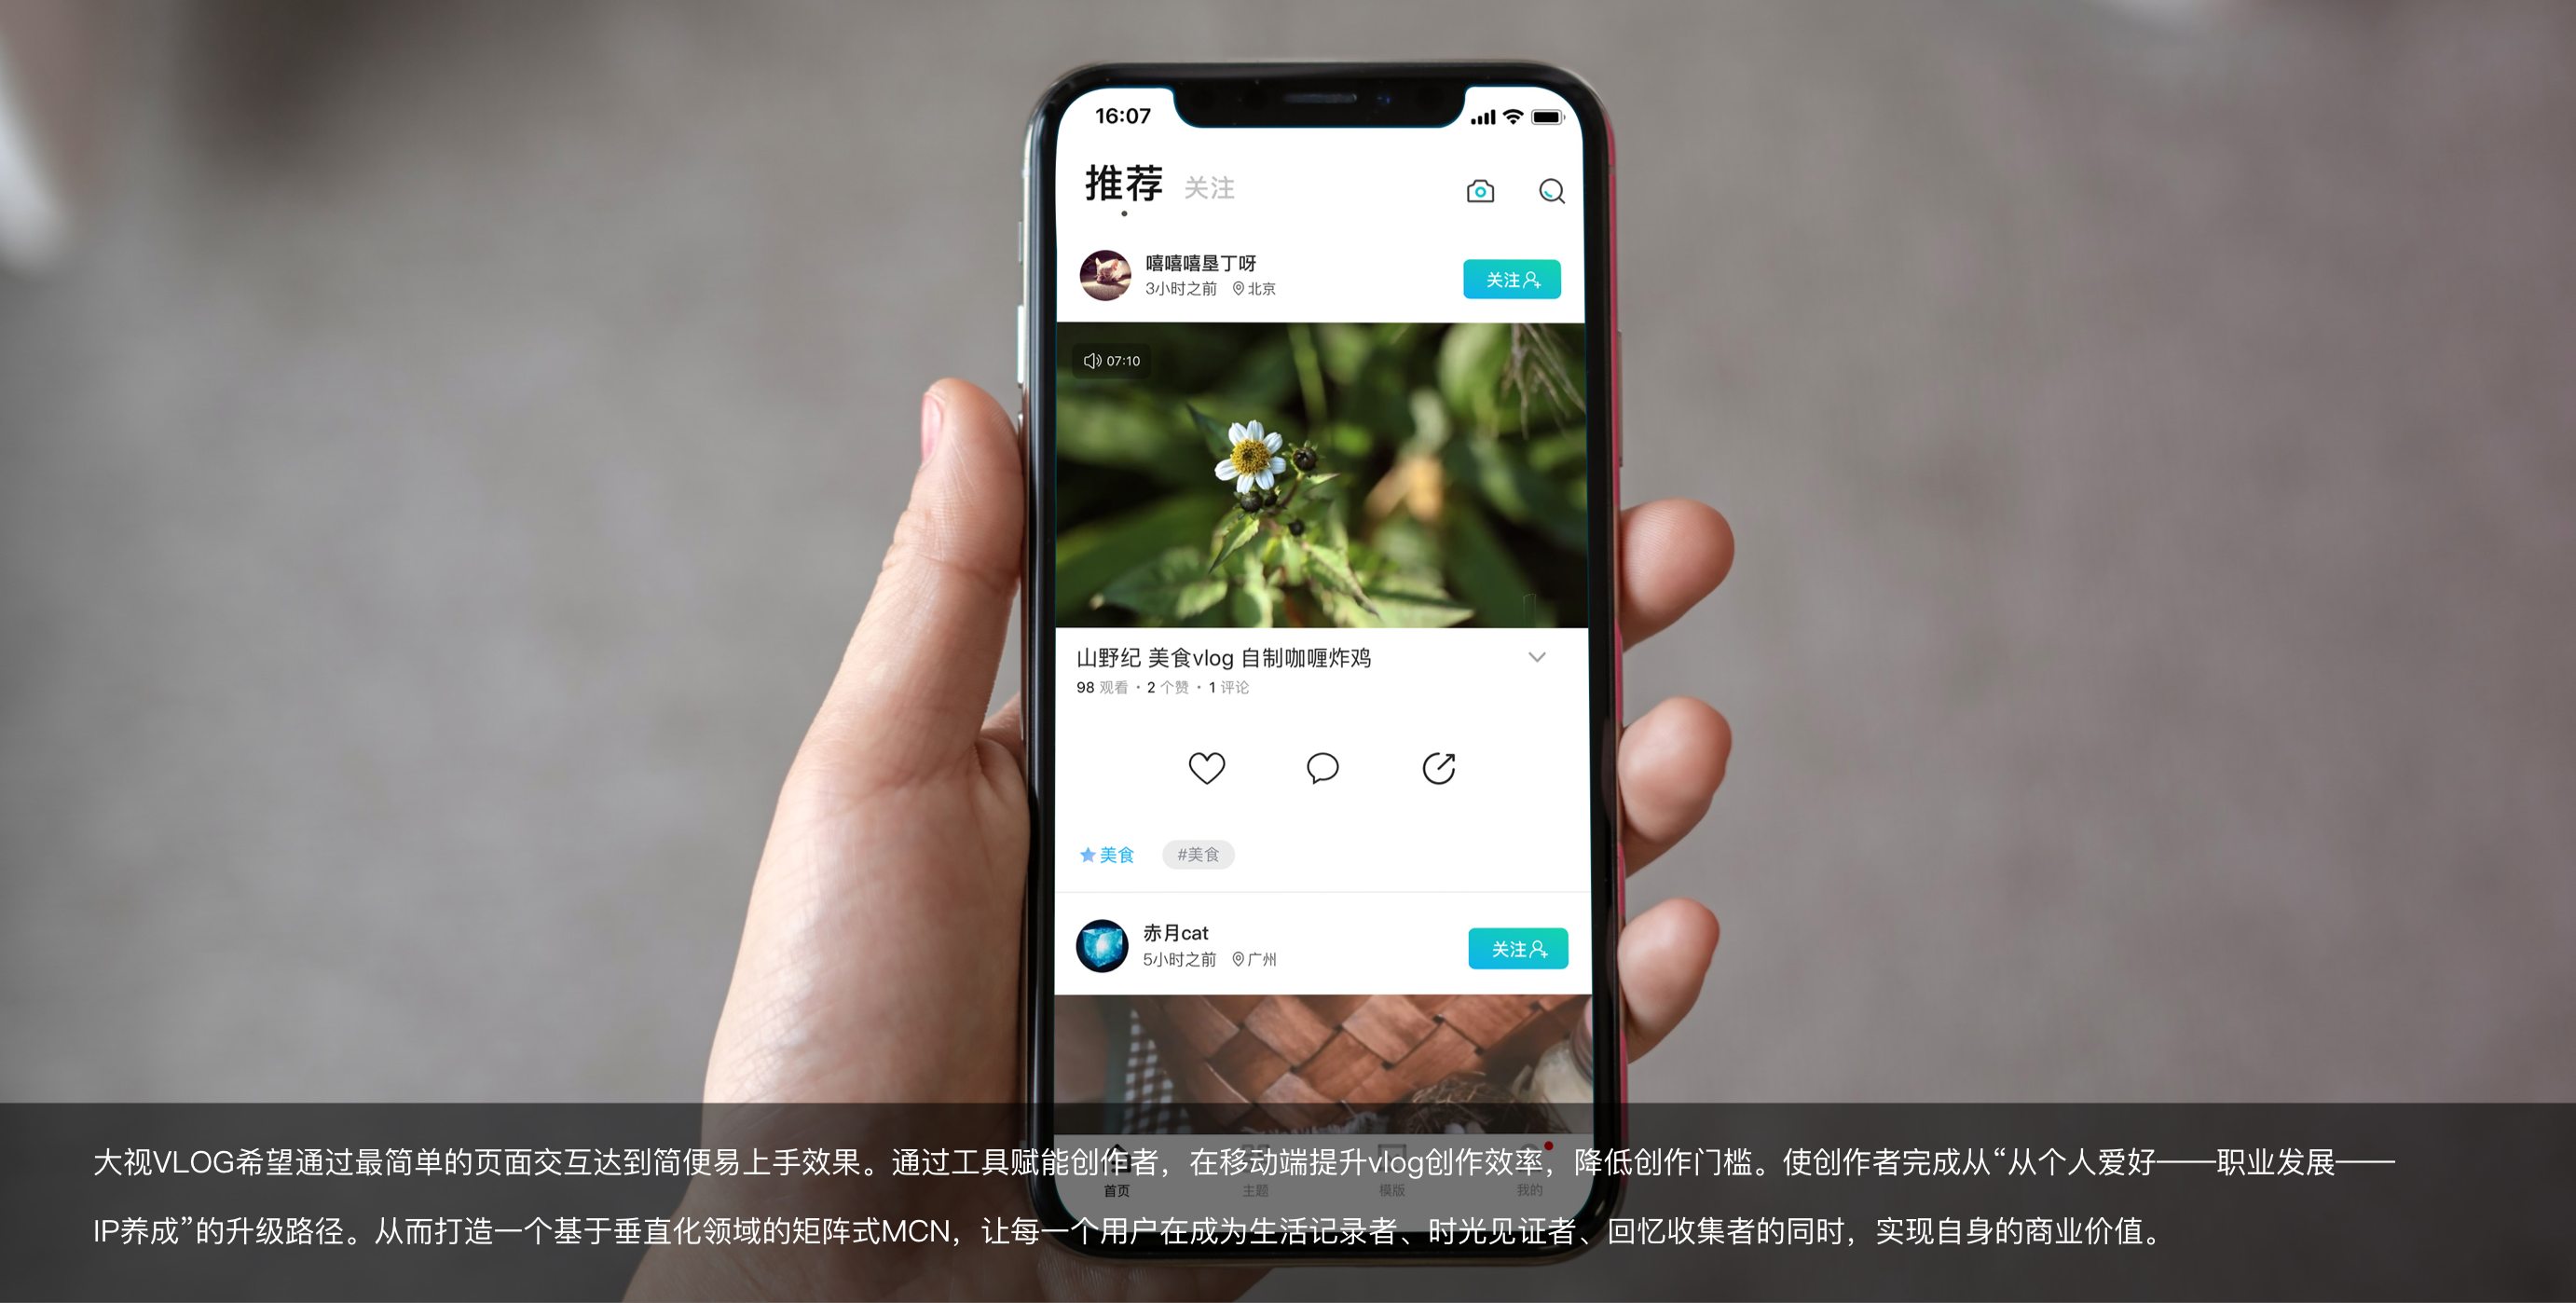 16:07
推荐 关注
嘻嘻嘻垦丁呀
3小时之前 北京
关注
07:10
山野纪 美食vlog 自制咖喱炸鸡
98 观看 · 2 个赞 · 1 评论
美食 #美食
赤月cat
5小时之前 广州
关注
大视VLOG希望通过最简单的页面交互达到简便易上手效果。通过工具赋能创作者，在移动端提升vlog创作效率，降低创作门槛。使创作者完成从“从个人爱好——职业发展——
首页 主题 模版 我的
IP养成”的升级路径。从而打造一个基于垂直化领域的矩阵式MCN，让每一个用户在成为生活记录者、时光见证者、回忆收集者的同时，实现自身的商业价值。